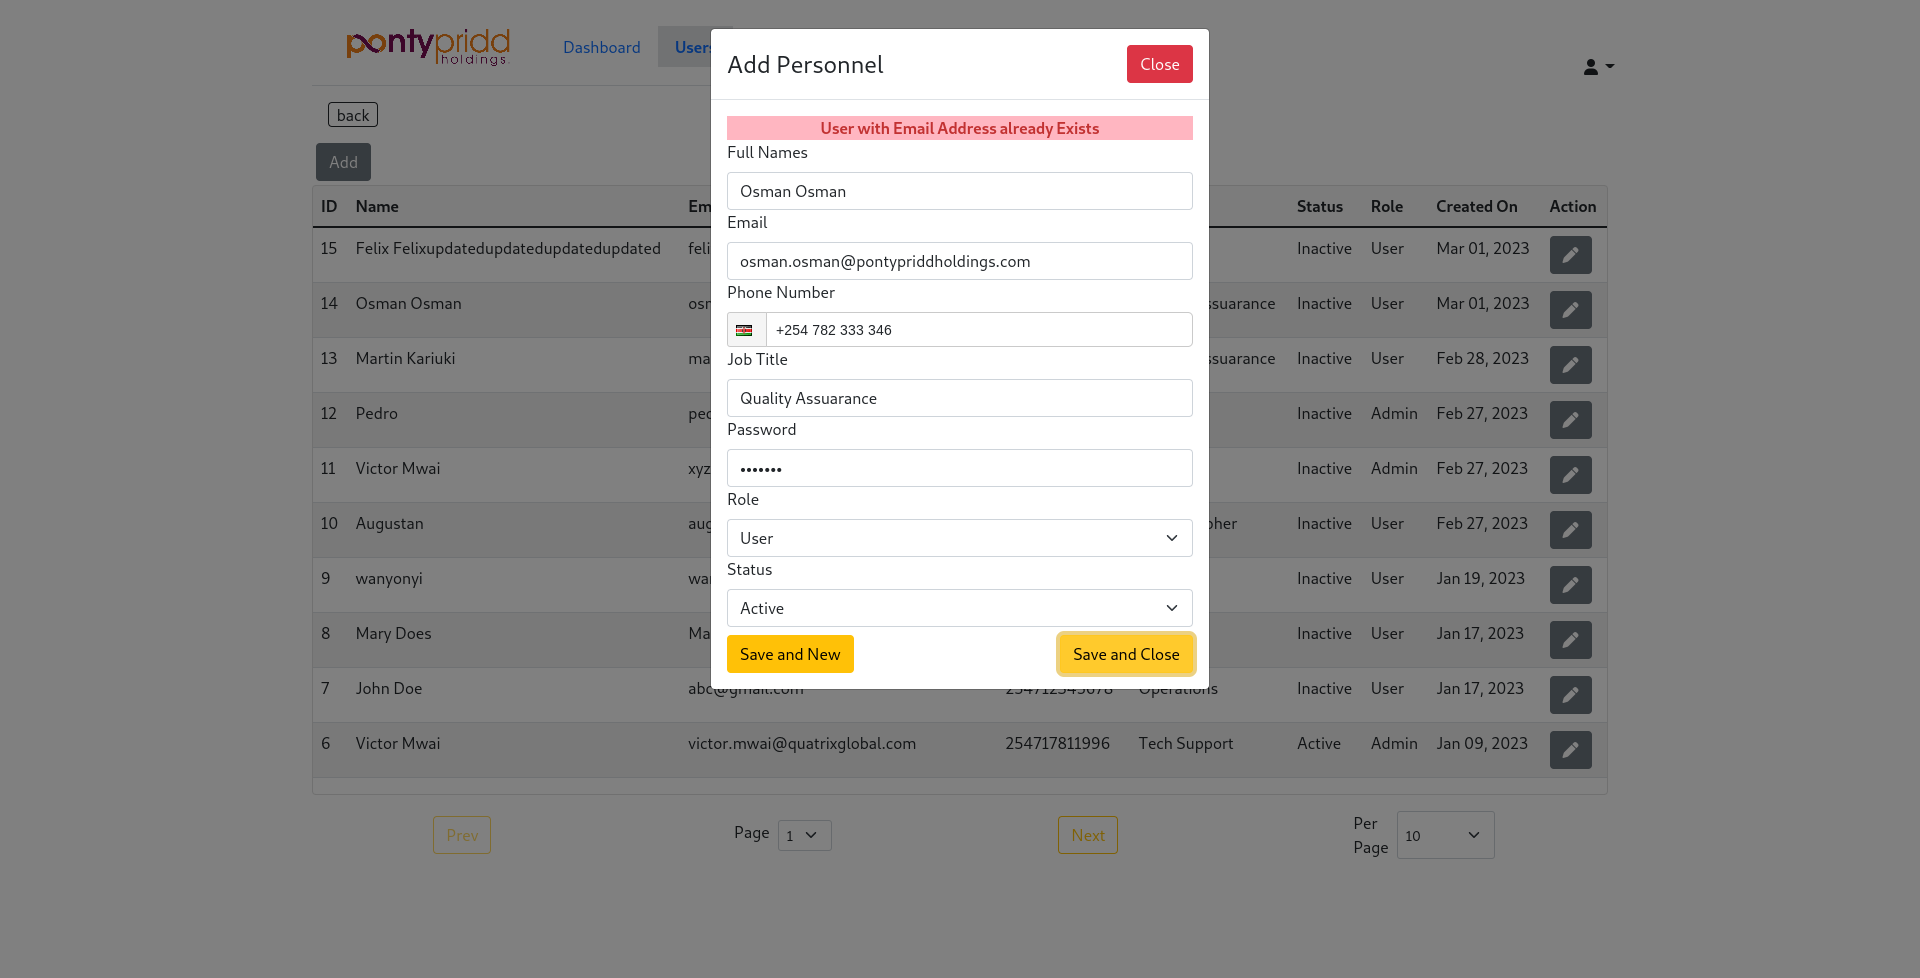 pontypridd
holdings
Dashboard
Users
Add Personnel
Close
back
User with Email Address already Exists
Full Names
Add
Osman Osman
ID Name Em Status Role Created On Action
Email
15 Felix Felixupdatedupdatedupdatedupdated feli Inactive User Mar 01, 2023
osman.osman@pontypriddholdings.com
Phone Number
14 Osman Osman osm ssuarance Inactive User Mar 01, 2023
+254 782 333 346
13 Martin Kariuki ma ssuarance Inactive User Feb 28, 2023
Job Title
Quality Assuarance
12 Pedro ped Inactive Admin Feb 27, 2023
Password
11 Victor Mwai xyz Inactive Admin Feb 27, 2023
•••••••
Role
10 Augustan aug pher Inactive User Feb 27, 2023
User
Status
9 wanyonyi wan Inactive User Jan 19, 2023
Active
8 Mary Does Ma Inactive User Jan 17, 2023
Save and New Save and Close
7 John Doe abc@gmail.com 254712345678 Operations Inactive User Jan 17, 2023
6 Victor Mwai victor.mwai@quatrixglobal.com 254717811996 Tech Support Active Admin Jan 09, 2023
Prev Page 1 Next Per Page 10